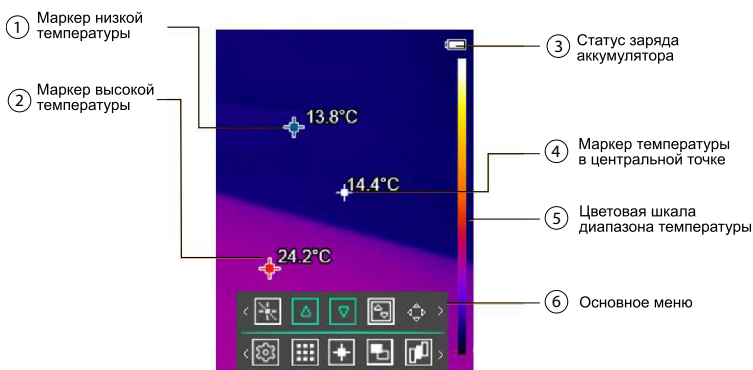 1
Маркер низкой
температуры
2
Маркер высокой
температуры
13.8°C
14.4°C
24.2°C
3
Статус заряда
аккумулятора
4
Маркер температуры
в центральной точке
5
Цветовая шкала
диапазона температуры
6
Основное меню